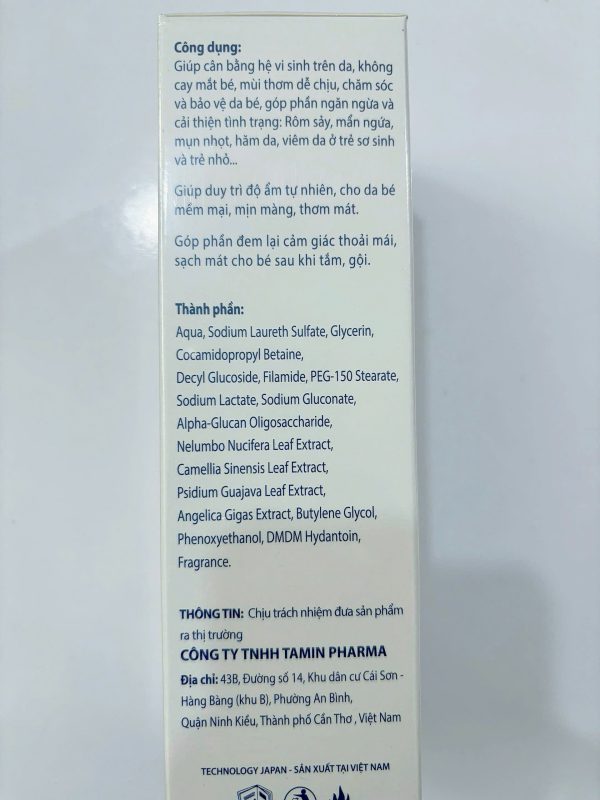 Công dụng:
Giúp cân bằng hệ vi sinh trên da, không
cay mắt bé, mùi thơm dễ chịu, chăm sóc
và bảo vệ da bé, góp phần ngăn ngừa và
cải thiện tình trạng: Rôm sảy, mẩn ngứa,
mụn nhọt, hăm da, viêm da ở trẻ sơ sinh
và trẻ nhỏ...
Giúp duy trì độ ẩm tự nhiên, cho da bé
mềm mại, mịn màng, thơm mát.
Góp phần đem lại cảm giác thoải mái,
sạch mát cho bé sau khi tắm, gội.
Thành phần:
Aqua, Sodium Laureth Sulfate, Glycerin,
Cocamidopropyl Betaine,
Decyl Glucoside, Filamide, PEG-150 Stearate,
Sodium Lactate, Sodium Gluconate,
Alpha-Glucan Oligosaccharide,
Nelumbo Nucifera Leaf Extract,
Camellia Sinensis Leaf Extract,
Psidium Guajava Leaf Extract,
Angelica Gigas Extract, Butylene Glycol,
Phenoxyethanol, DMDM Hydantoin,
Fragrance.
THÔNG TIN: Chịu trách nhiệm đưa sản phẩm
ra thị trường
CÔNG TY TNHH TAMIN PHARMA
Địa chỉ: 43B, Đường số 14, Khu dân cư Cái Sơn -
Hàng Bàng (khu B), Phường An Bình,
Quận Ninh Kiều, Thành phố Cần Thơ , Việt Nam
TECHNOLOGY JAPAN - SẢN XUẤT TẠI VIỆT NAM